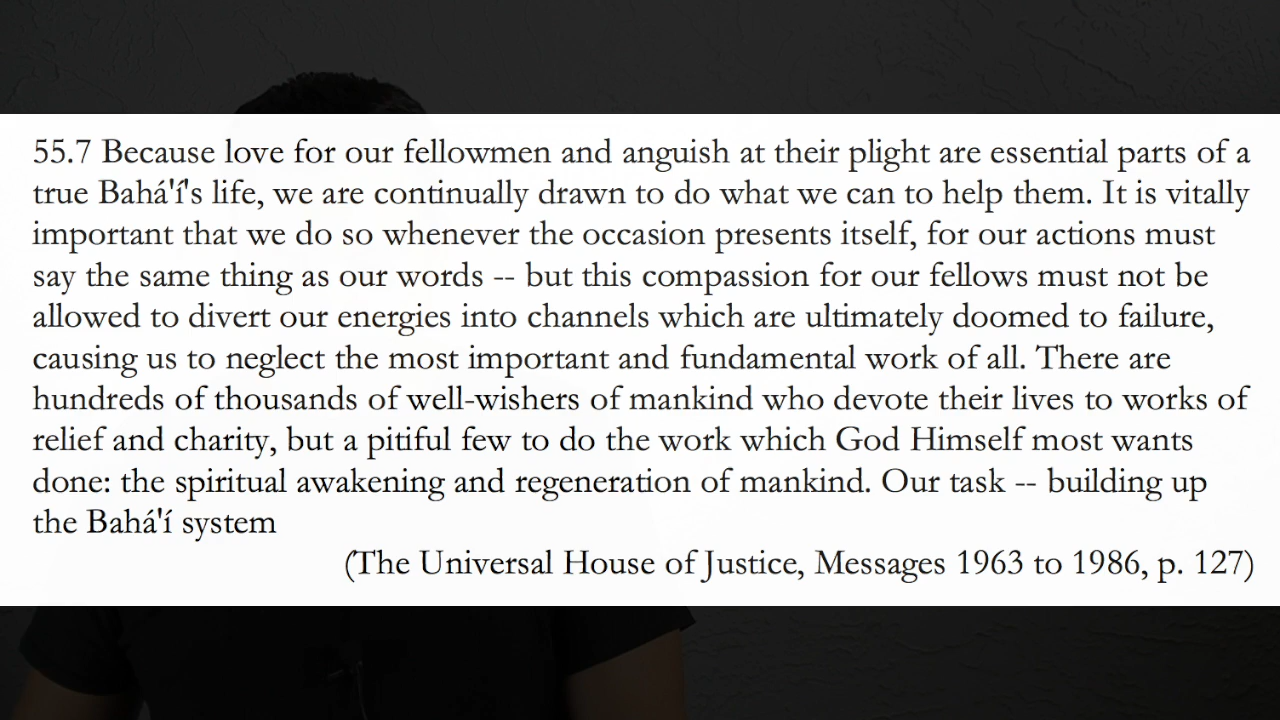 55.7 Because love for our fellowmen and anguish at their plight are essential parts of a
true Bahá'í's life, we are continually drawn to do what we can to help them. It is vitally
important that we do so whenever the occasion presents itself, for our actions must
say the same thing as our words -- but this compassion for our fellows must not be
allowed to divert our energies into channels which are ultimately doomed to failure,
causing us to neglect the most important and fundamental work of all. There are
hundreds of thousands of well-wishers of mankind who devote their lives to works of
relief and charity, but a pitiful few to do the work which God Himself most wants
done: the spiritual awakening and regeneration of mankind. Our task -- building up
the Bahá'í system
(The Universal House of Justice, Messages 1963 to 1986, p. 127)